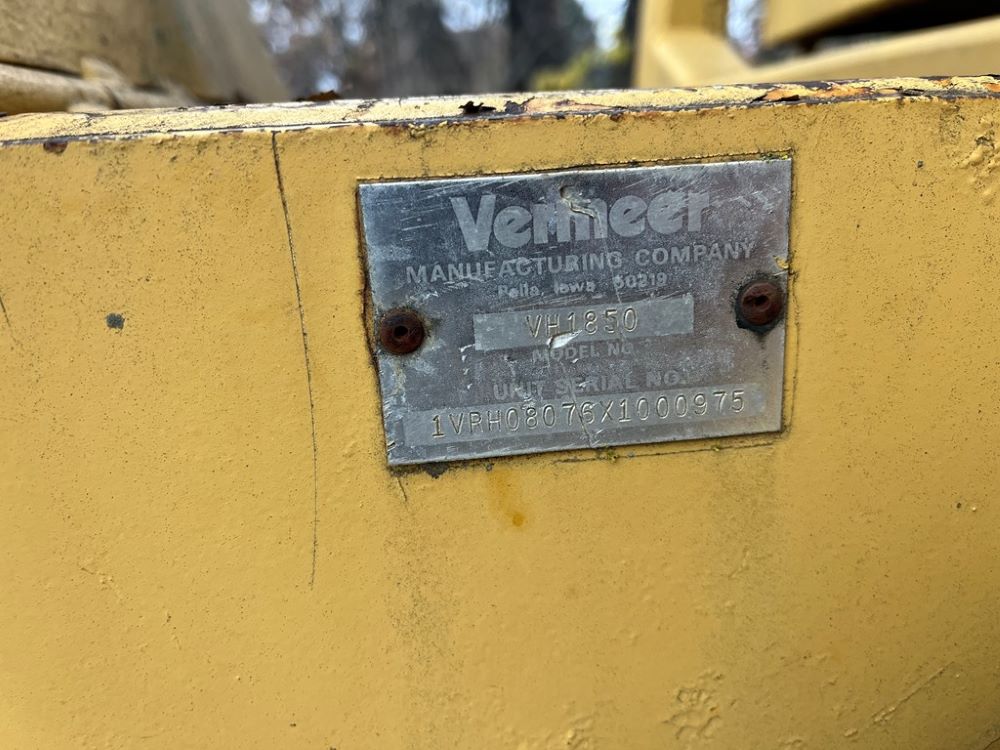 Vermeer
MANUFACTURING COMPANY
Pella, Iowa 50219
VH1850
MODEL NO.
UNIT SERIAL NO.
1VRH08076X1000975